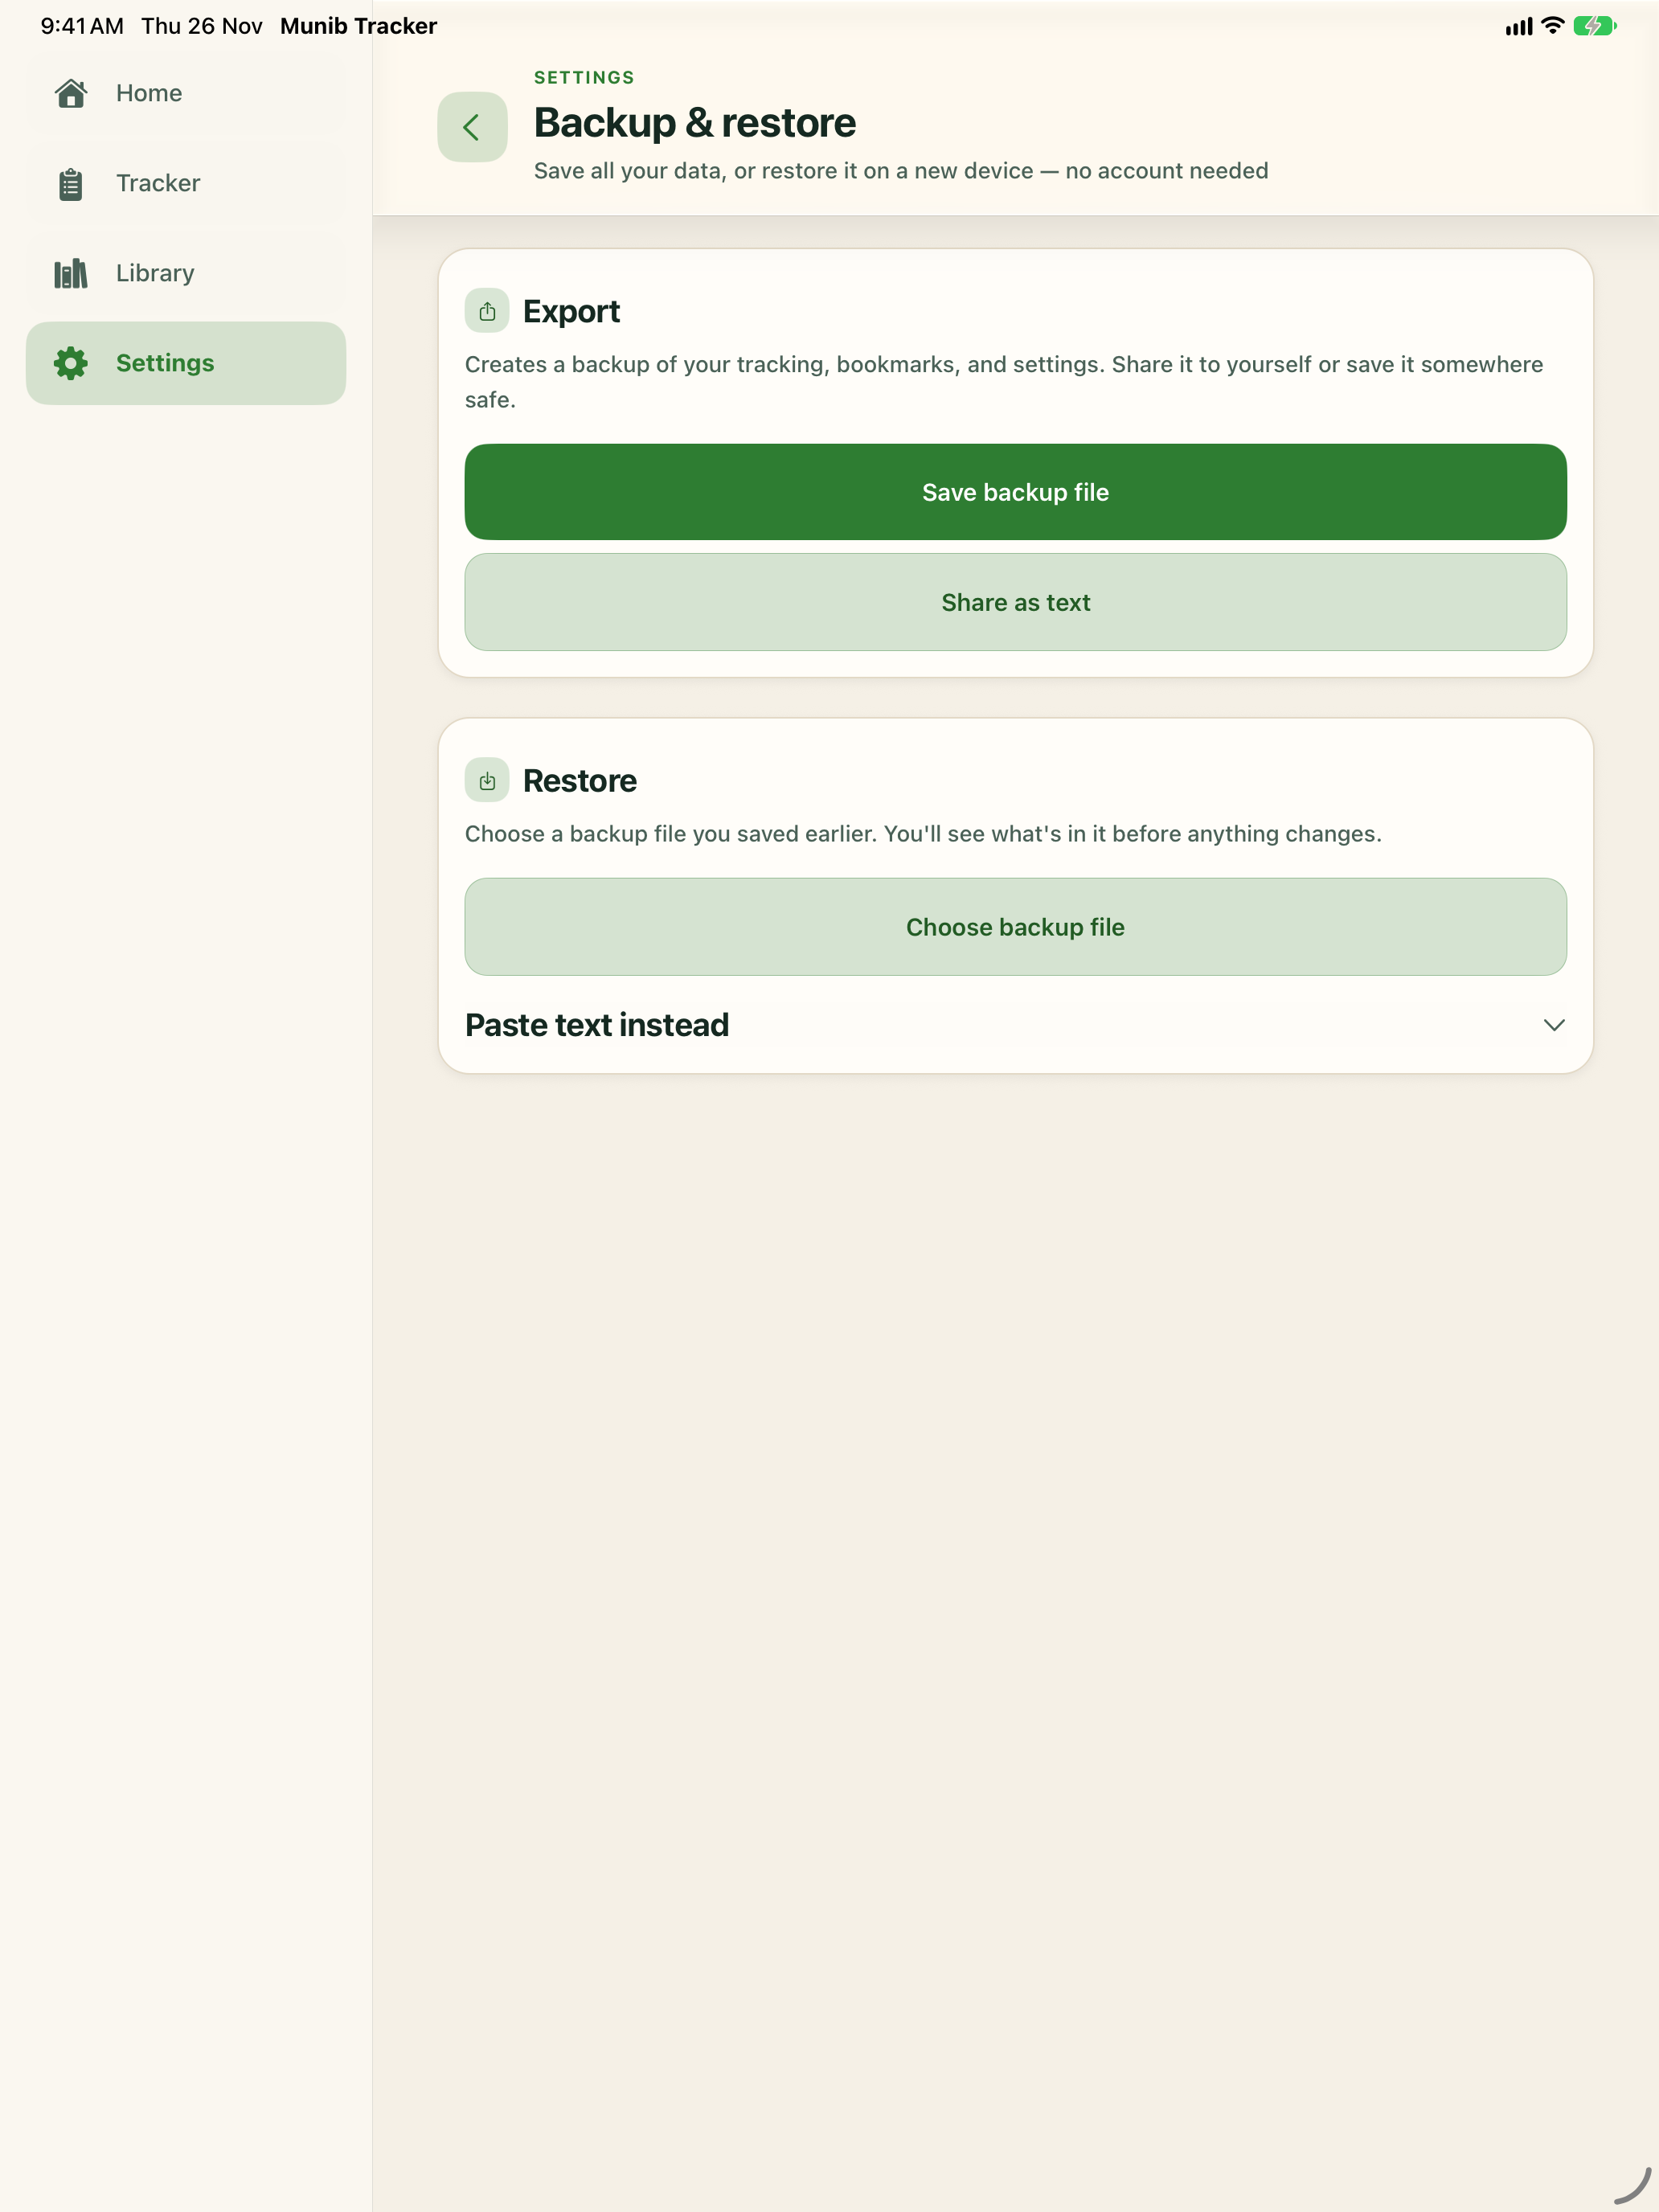 9:41 AM Thu 26 Nov Munib Tracker
Home
Tracker
Library
Settings
SETTINGS
Backup & restore
Save all your data, or restore it on a new device — no account needed
Export
Creates a backup of your tracking, bookmarks, and settings. Share it to yourself or save it somewhere
safe.
Save backup file
Share as text
Restore
Choose a backup file you saved earlier. You'll see what's in it before anything changes.
Choose backup file
Paste text instead